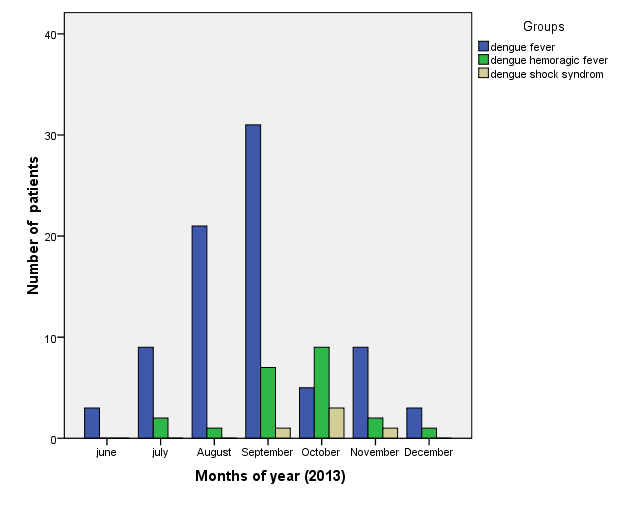 Groups
dengue fever
dengue hemoragic fever
dengue shock syndrom
Number of patients
40
30
20
10
0
june july August September October November December
Months of year (2013)